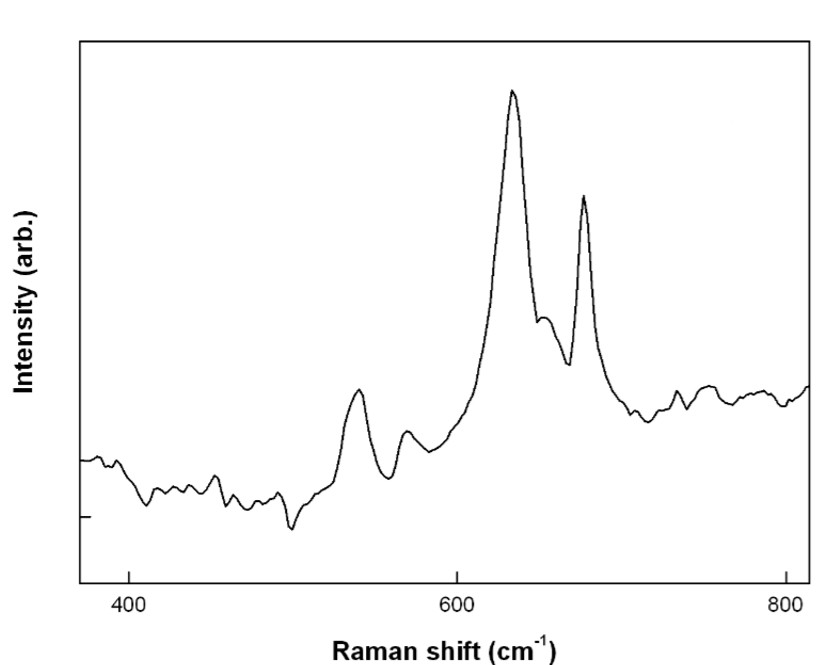 Intensity (arb.)
400 600 800
Raman shift (cm⁻¹)